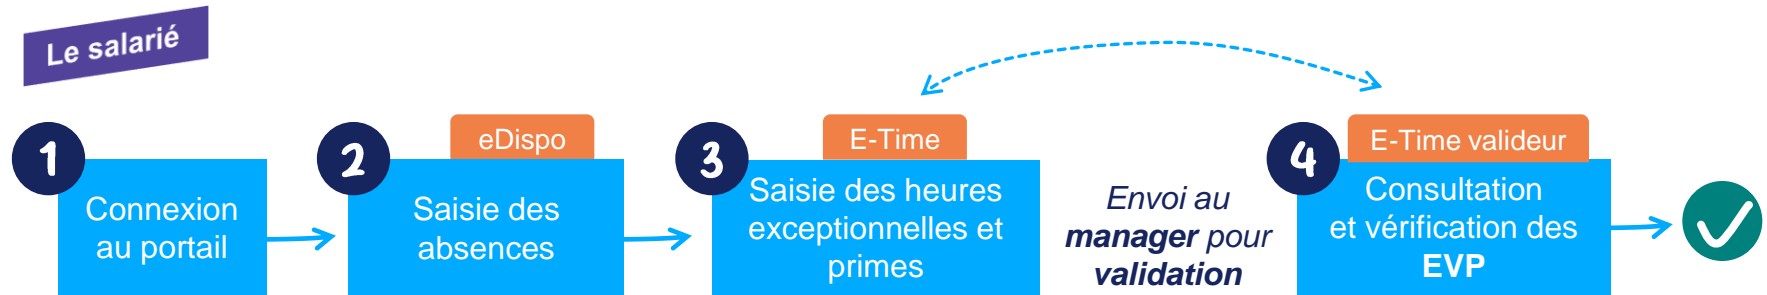 Le salarié
1
Connexion
au portail
2
eDispo
Saisie des
absences
3
E-Time
Saisie des heures
exceptionnelles et
primes
Envoi au
manager pour
validation
4
E-Time valideur
Consultation
et vérification des
EVP